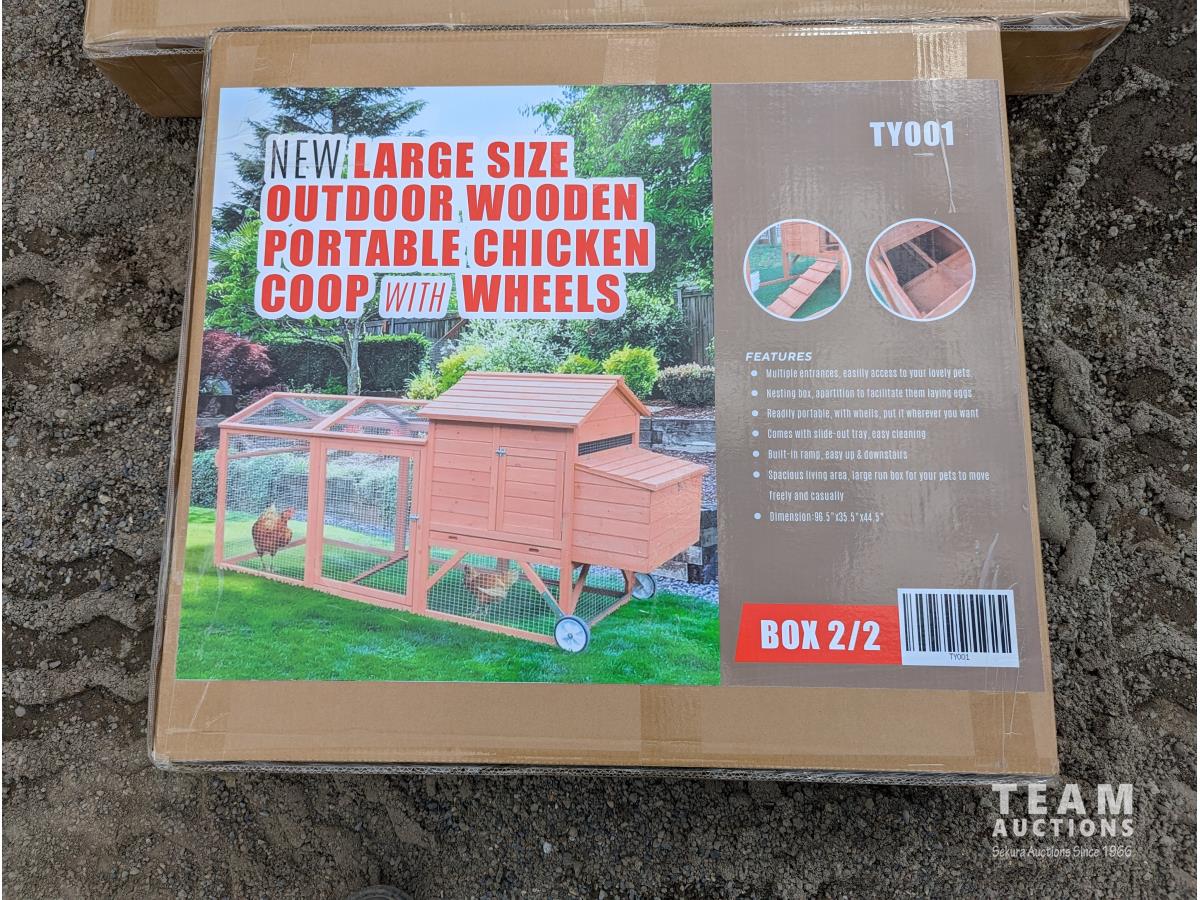 NEW LARGE SIZE
OUTDOOR WOODEN
PORTABLE CHICKEN
COOP WITH WHEELS
TY001
FEATURES
Multiple entrances, easilly access to your lovely pets.
Nesting box, apartition to facilitate them laying eggs
Readily portable, with whells, put it wherever you want
Comes with slide-out tray, easy cleaning
Built-in ramp, easy up & downstairs
Spacious living area, large run box for your pets to move
freely and casually
Dimension:96.5"x35.5"x44.5"
BOX 2/2
TY001
TEAM
AUCTIONS
Sekura Auctions Since 1966